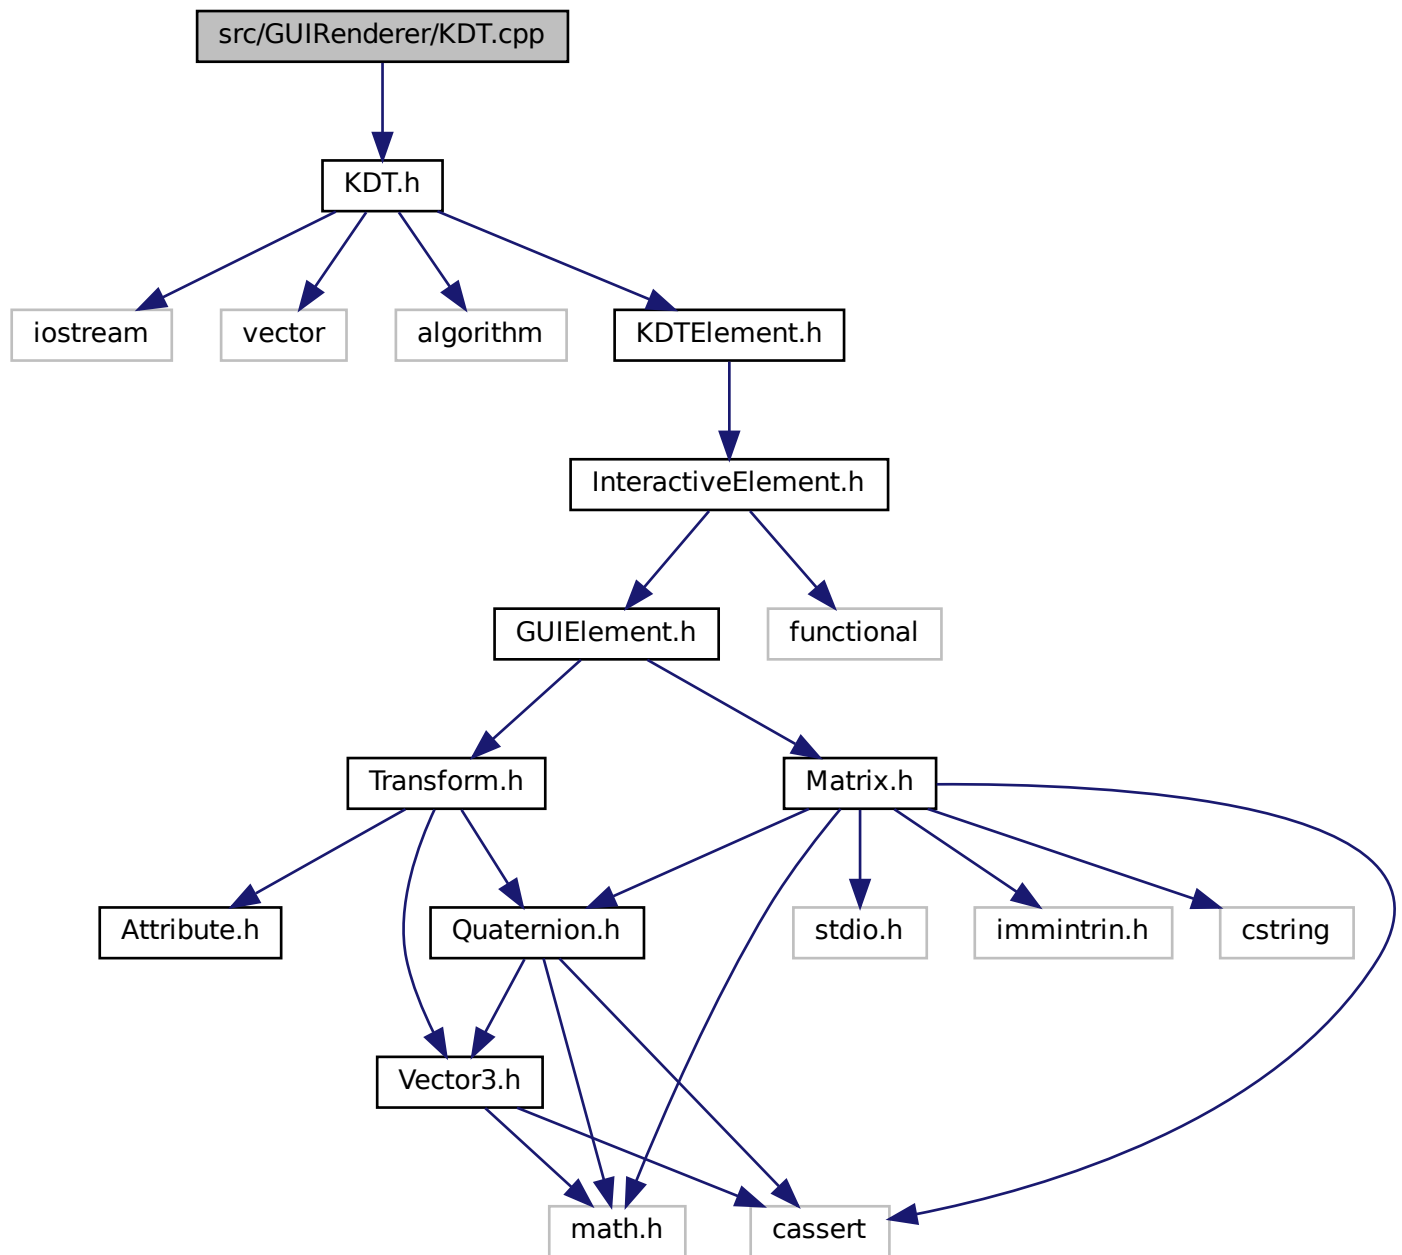 src/GUIRenderer/KDT.cpp
KDT.h
iostream
vector
algorithm
KDTElement.h
InteractiveElement.h
GUIElement.h
functional
Transform.h
Matrix.h
Attribute.h
Quaternion.h
stdio.h
immintrin.h
cstring
Vector3.h
math.h
cassert